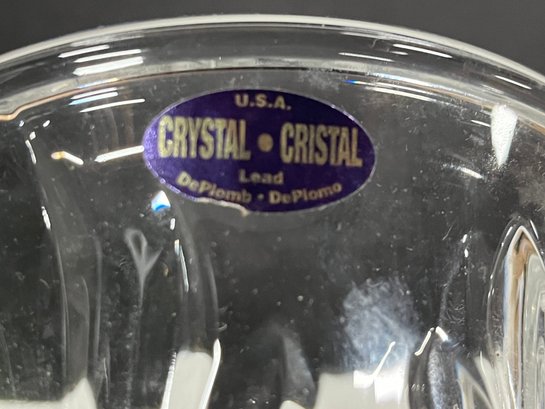 U.S.A.
CRYSTAL • CRISTAL
Lead
DePlomb • DePlomo